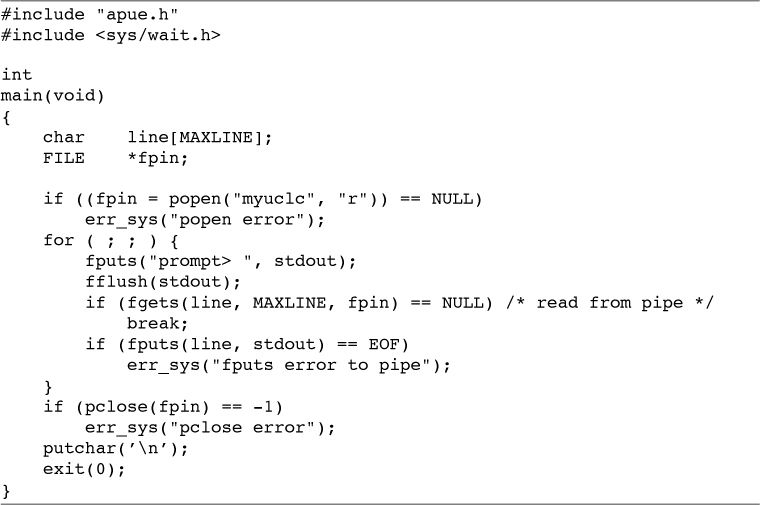 #include "apue.h"
#include <sys/wait.h>

int
main(void)
{
    char    line[MAXLINE];
    FILE    *fpin;

    if ((fpin = popen("myuclc", "r")) == NULL)
        err_sys("popen error");
    for ( ; ; ) {
        fputs("prompt> ", stdout);
        fflush(stdout);
        if (fgets(line, MAXLINE, fpin) == NULL) /* read from pipe */
            break;
        if (fputs(line, stdout) == EOF)
            err_sys("fputs error to pipe");
    }
    if (pclose(fpin) == -1)
        err_sys("pclose error");
    putchar(’\n’);
    exit(0);
}